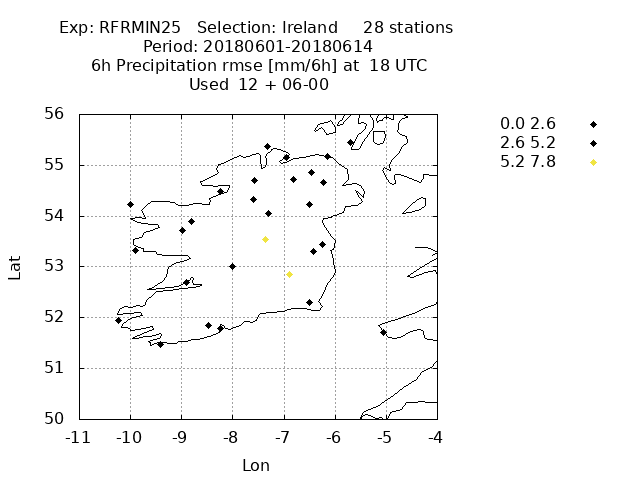 Exp: RFRMIN25   Selection: Ireland     28 stations
Period: 20180601-20180614
6h Precipitation rmse [mm/6h] at  18 UTC
Used  12 + 06-00
0.0 2.6
2.6 5.2
5.2 7.8
56
55
54
53
52
51
50
Lat
-11 -10 -9 -8 -7 -6 -5 -4
Lon